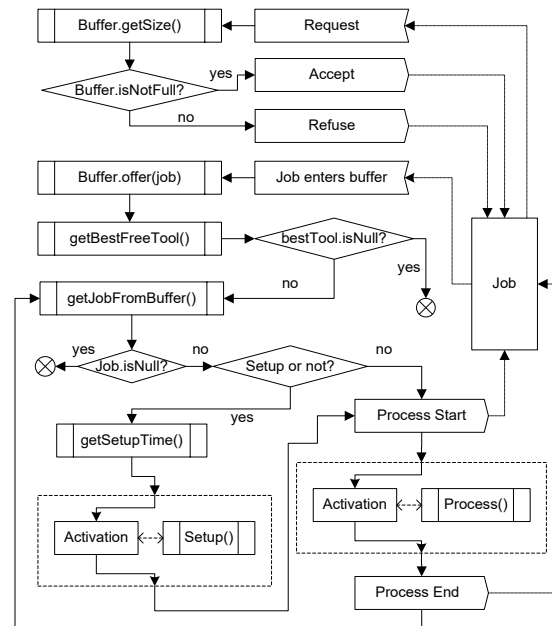 Buffer.getSize()
Request
Buffer.isNotFull?
yes
Accept
no
Refuse
Buffer.offer(job)
Job enters buffer
getBestFreeTool()
bestTool.isNull?
Job
yes
no
getJobFromBuffer()
yes
Job.isNull?
no
Setup or not?
no
yes
Process Start
getSetupTime()
Activation
Process()
Activation
Setup()
Process End